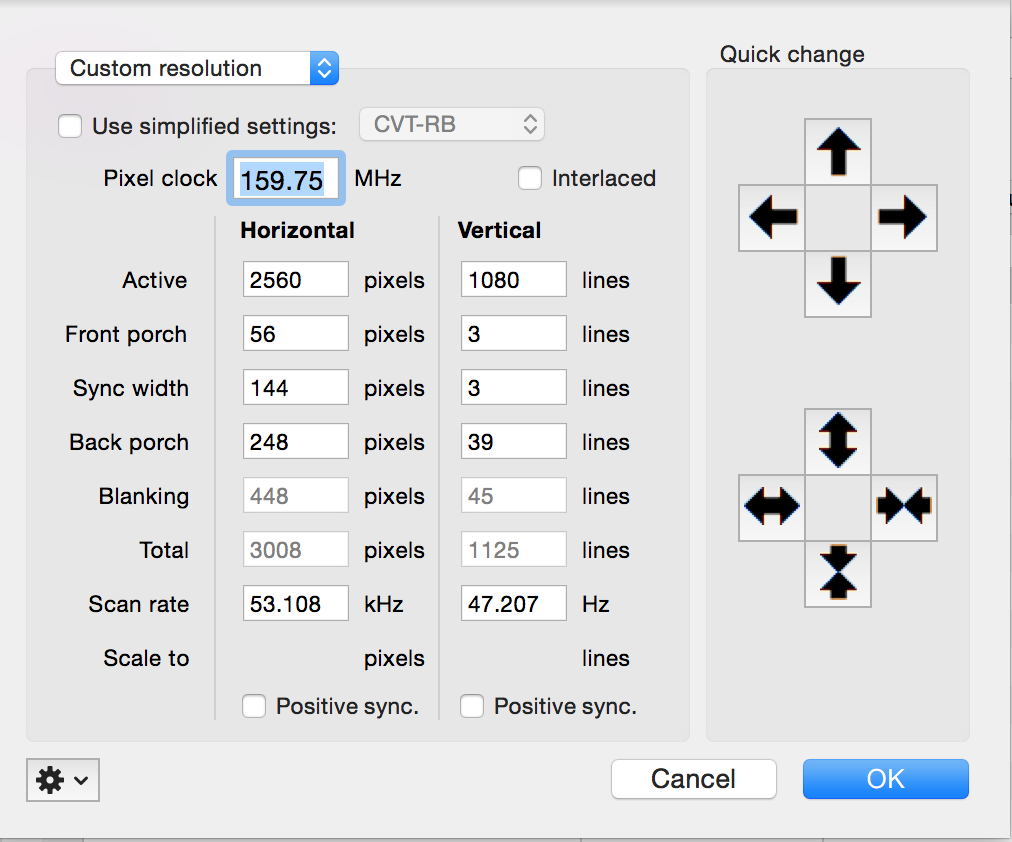 Custom resolution
Quick change
Use simplified settings: CVT-RB
Pixel clock 159.75 MHz Interlaced
Horizontal Vertical
Active 2560 pixels 1080 lines
Front porch 56 pixels 3 lines
Sync width 144 pixels 3 lines
Back porch 248 pixels 39 lines
Blanking 448 pixels 45 lines
Total 3008 pixels 1125 lines
Scan rate 53.108 kHz 47.207 Hz
Scale to pixels lines
Positive sync. Positive sync.
Cancel OK